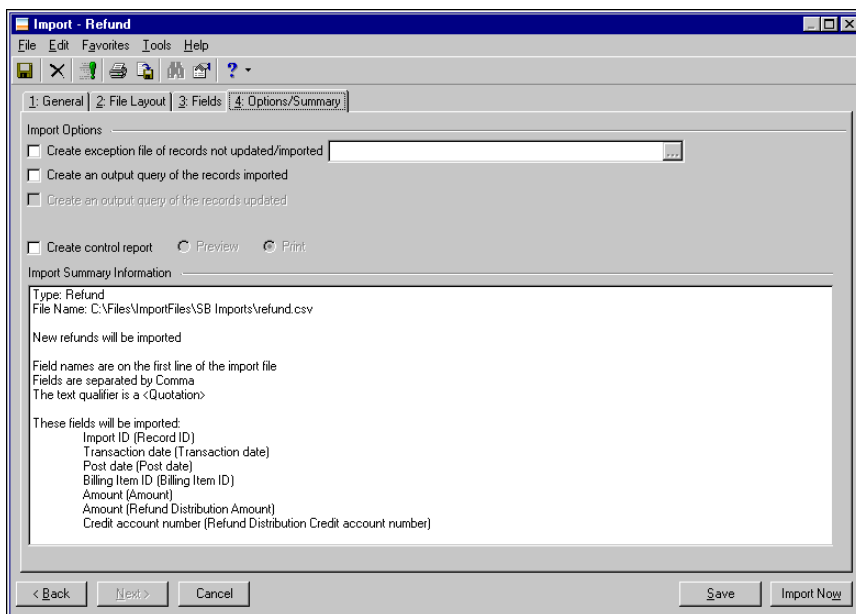 Import - Refund
File Edit Favorites Tools Help
?
1: General 2: File Layout 3: Fields 4: Options/Summary
Import Options
Create exception file of records not updated/imported ...
Create an output query of the records imported
Create an output query of the records updated
Create control report Preview Print
Import Summary Information
Type: Refund
File Name: C:\Files\ImportFiles\SB Imports\refund.csv
New refunds will be imported
Field names are on the first line of the import file
Fields are separated by Comma
The text qualifier is a <Quotation>
These fields will be imported:
Import ID (Record ID)
Transaction date (Transaction date)
Post date (Post date)
Billing Item ID (Billing Item ID)
Amount (Amount)
Amount (Refund Distribution Amount)
Credit account number (Refund Distribution Credit account number)
< Back Next > Cancel Save Import Now